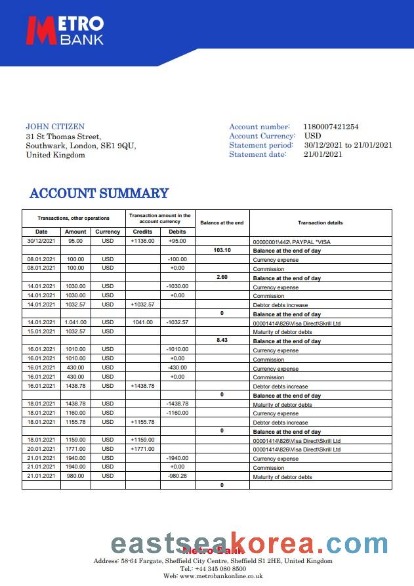 METRO
BANK
JOHN CITIZEN
31 St Thomas Street,
Southwark, London, SE1 9QU,
United Kingdom
Account number: 1180007421254
Account Currency: USD
Statement period: 30/12/2021 to 21/01/2021
Statement date: 21/01/2021
ACCOUNT SUMMARY
Transactions, other operations Transaction amount in the account currency Balance at the end Transaction details
Date Amount Currency Credits Debits
30/12/2021 95.00 USD +1136.00 +95.00 00000001\442\ PAYPAL *VISA
103.10 Balance at the end of day
08.01.2021 100.00 USD -100.00 Currency expense
08.01.2021 100.00 USD +0.00 Commission
2.69 Balance at the end of day
14.01.2021 1030.00 USD -1030.00 Currency expense
14.01.2021 1030.00 USD +0.00 Commission
14.01.2021 1032.57 USD +1032.57 Debtor debts increase
0 Balance at the end of day
14.01.2021 1.041.00 USD 1041.00 -1032.57 00001414\826\Visa Direct\Skrill Ltd
15.01.2021 1032.57 USD Maturity of debtor debts
8.43 Balance at the end of day
16.01.2021 1010.00 USD -1010.00 Currency expense
16.01.2021 1010.00 USD +0.00 Commission
16.01.2021 430.00 USD -430.00 Currency expense
16.01.2021 430.00 USD +0.00 Commission
16.01.2021 1438.78 USD +1438.78 Debtor debts increase
0 Balance at the end of day
18.01.2021 1438.78 USD -1438.78 Maturity of debtor debts
18.01.2021 1160.00 USD -1160.00 Currency expense
18.01.2021 1155.78 USD +1155.78 Debtor debts increase
0 Balance at the end of day
18.01.2021 1150.00 USD +1150.00 00001414\826\Visa Direct\Skrill Ltd
20.01.2021 1771.00 USD +1771.00 00001414\826\Visa Direct\Skrill Ltd
21.01.2021 1940.00 USD -1940.00 Currency expense
21.01.2021 1940.00 USD +0.00 Commission
21.01.2021 980.00 USD -980.28 Maturity of debtor debts
0
eastseakorea.com
Metro Bank
Address: 58-64 Fargate, Sheffield City Centre, Sheffield S1 2HE, United Kingdom
Tel.: +44 345 080 8500
Web: www.metrobankonline.co.uk